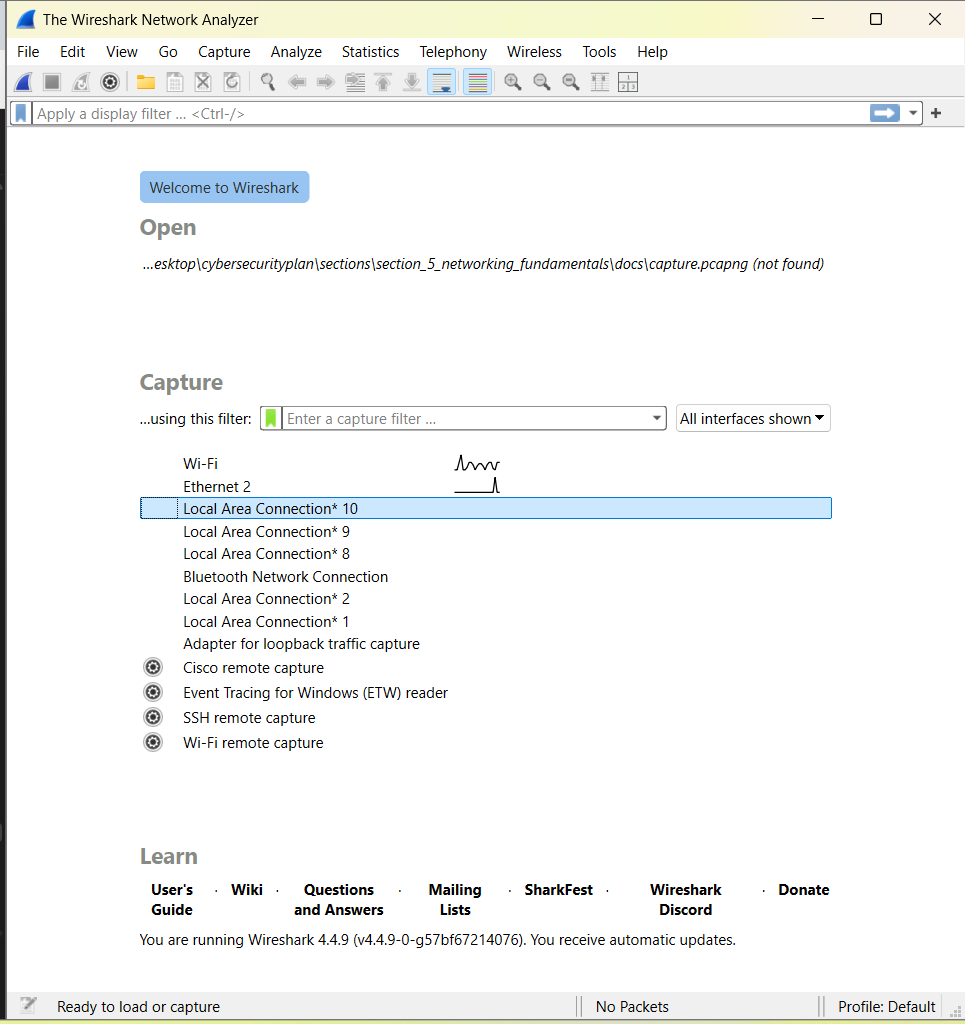 The Wireshark Network Analyzer
File Edit View Go Capture Analyze Statistics Telephony Wireless Tools Help
Apply a display filter ... <Ctrl-/>
Welcome to Wireshark
Open
...esktop\cybersecurityplan\sections\section_5_networking_fundamentals\docs\capture.pcapng (not found)
Capture
...using this filter: Enter a capture filter ... All interfaces shown
Wi-Fi
Ethernet 2
Local Area Connection* 10
Local Area Connection* 9
Local Area Connection* 8
Bluetooth Network Connection
Local Area Connection* 2
Local Area Connection* 1
Adapter for loopback traffic capture
Cisco remote capture
Event Tracing for Windows (ETW) reader
SSH remote capture
Wi-Fi remote capture
Learn
User's Guide · Wiki · Questions and Answers · Mailing Lists · SharkFest · Wireshark Discord · Donate
You are running Wireshark 4.4.9 (v4.4.9-0-g57bf67214076). You receive automatic updates.
Ready to load or capture No Packets Profile: Default